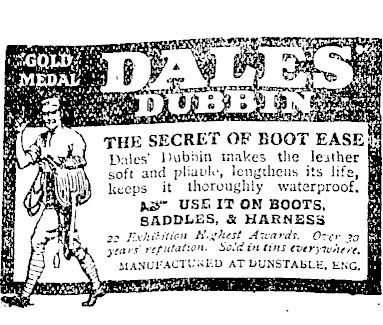 GOLD
MEDAL
DALES
DUBBIN
THE SECRET OF BOOT EASE
Dales' Dubbin makes the leather
soft and pliable, lengthens its life,
keeps it thoroughly waterproof.
USE IT ON BOOTS,
SADDLES, & HARNESS
22 Exhibition Highest Awards. Over 30
years' reputation. Sold in tins everywhere.
MANUFACTURED AT DUNSTABLE, ENG.